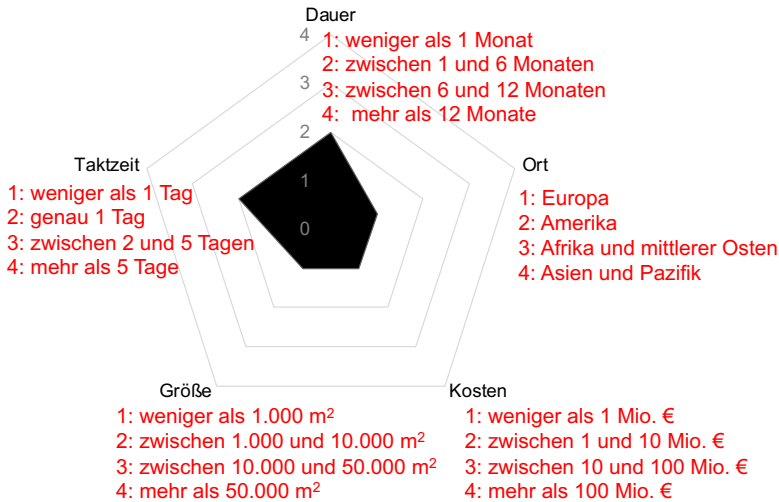 Dauer
4
1: weniger als 1 Monat
2: zwischen 1 und 6 Monaten
3
3: zwischen 6 und 12 Monaten
4: mehr als 12 Monate
2
1
0
Taktzeit
1: weniger als 1 Tag
2: genau 1 Tag
3: zwischen 2 und 5 Tagen
4: mehr als 5 Tage
Ort
1: Europa
2: Amerika
3: Afrika und mittlerer Osten
4: Asien und Pazifik
Größe
1: weniger als 1.000 m²
2: zwischen 1.000 und 10.000 m²
3: zwischen 10.000 und 50.000 m²
4: mehr als 50.000 m²
Kosten
1: weniger als 1 Mio. €
2: zwischen 1 und 10 Mio. €
3: zwischen 10 und 100 Mio. €
4: mehr als 100 Mio. €